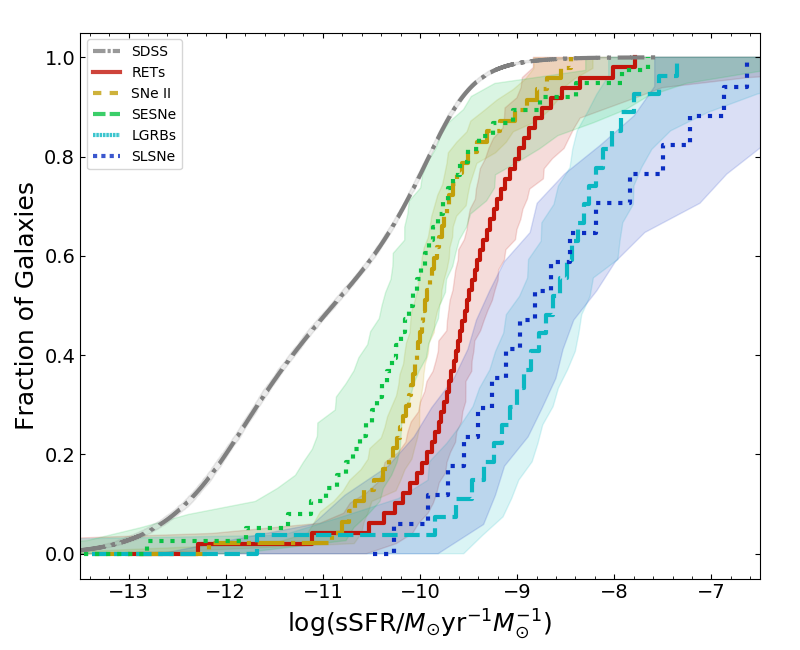 SDSS
RETs
SNe II
SESNe
LGRBs
SLSNe
1.0
0.8
0.6
0.4
0.2
0.0
Fraction of Galaxies
−13 −12 −11 −10 −9 −8 −7
log(sSFR/M⊙yr⁻¹M⊙⁻¹)